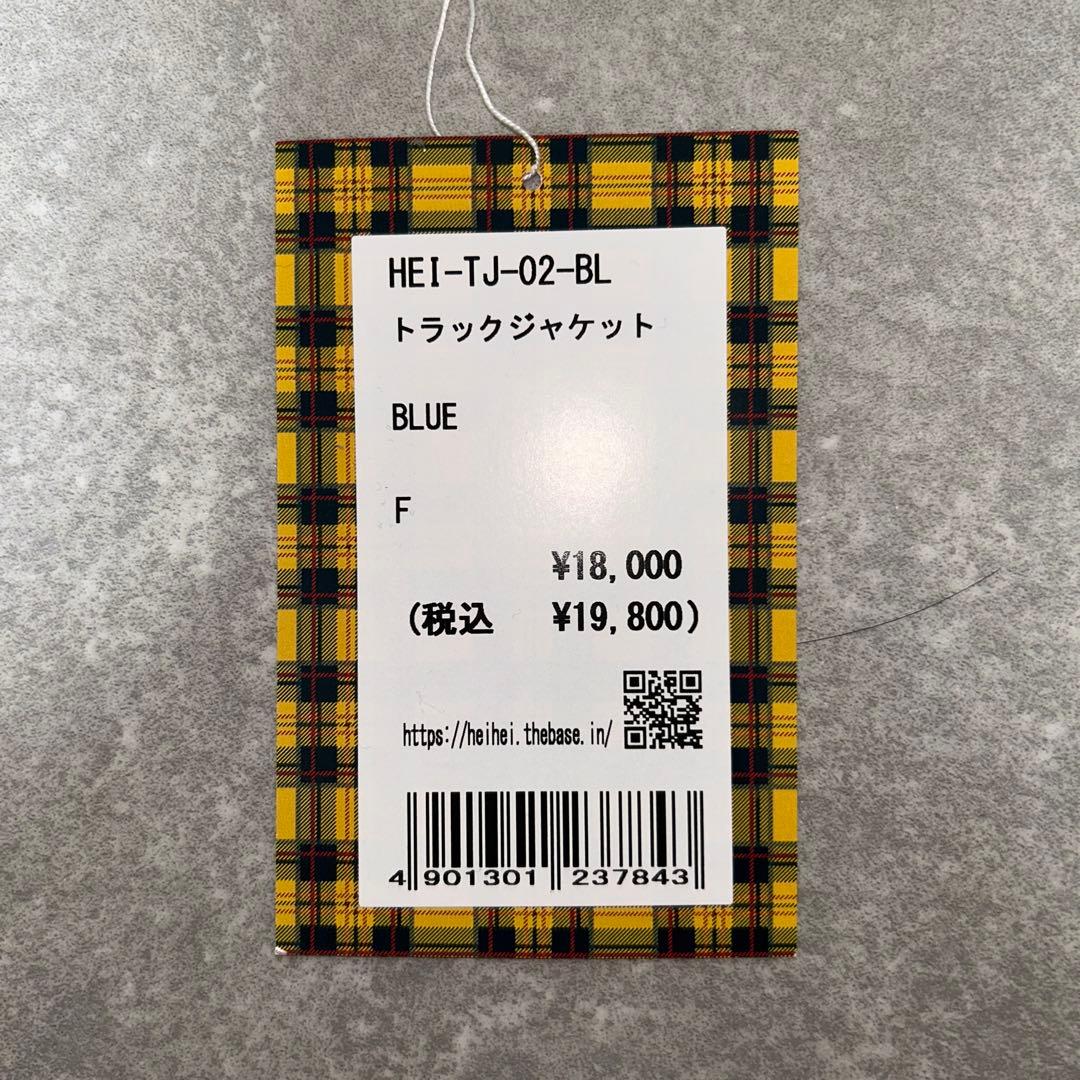 HEI-TJ-02-BL
トラックジャケット
BLUE
F
¥18,000
(税込 ¥19,800)
https://heihei.thebase.in/
4 901301 237843